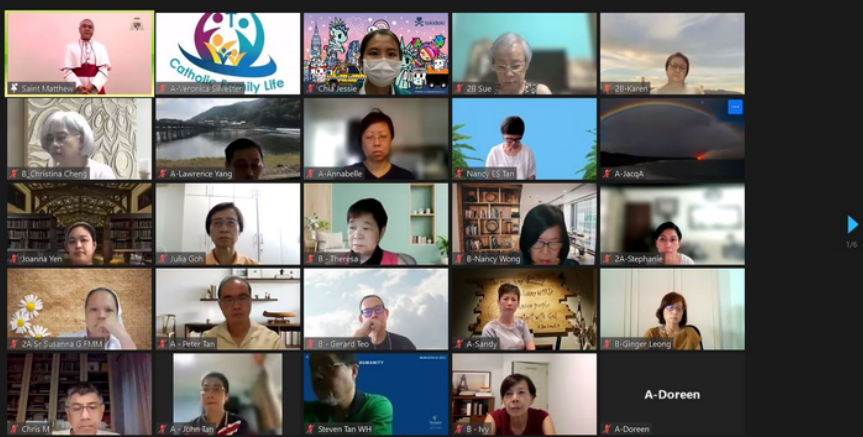 Saint Matthew
Catholic Family Life
A-Veronica Silvester
tokidoki
Chia Jessie
2B Sue
2B-Karen
B_Christina Cheng
A-Lawrence Yang
A-Annabelle
Nancy ES Tan
A-JacqA
Joanna Yen
Julia Goh
B - Theresa
B-Nancy Wong
2A-Stephanie
1/6
2A Sr Susanna G FMM
A - Peter Tan
B - Gerard Teo
A-Sandy
B-Ginger Leong
Chris M
A - John Tan
HUMANITY
Steven Tan WH
B - Ivy
A-Doreen
A-Doreen